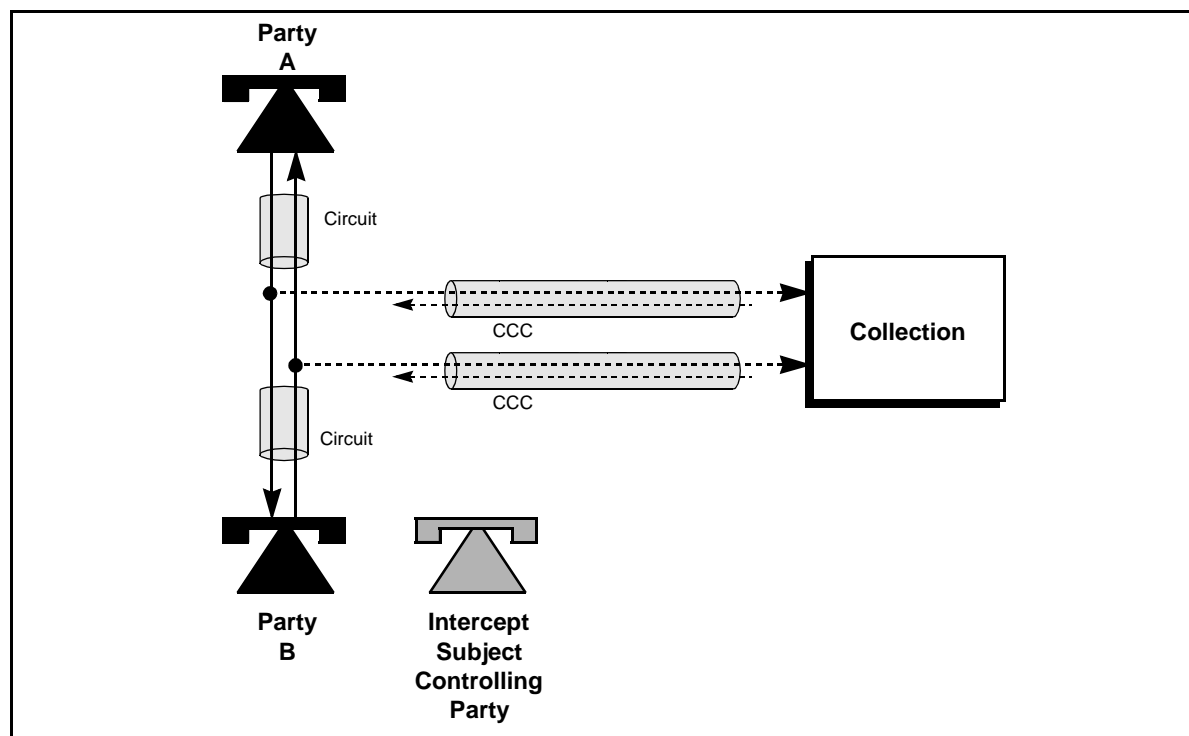 Party
A
Circuit
CCC
Collection
CCC
Circuit
Party
B
Intercept
Subject
Controlling
Party